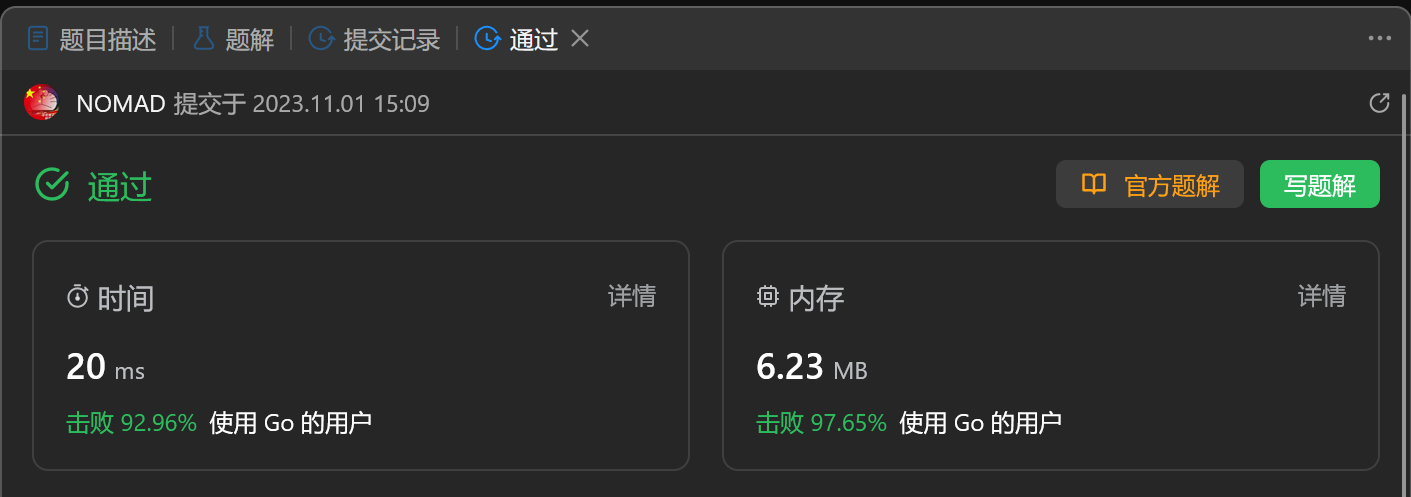 题目描述 题解 提交记录 通过
NOMAD 提交于 2023.11.01 15:09
通过 官方题解 写题解
时间 详情
20 ms
击败 92.96% 使用 Go 的用户
内存 详情
6.23 MB
击败 97.65% 使用 Go 的用户